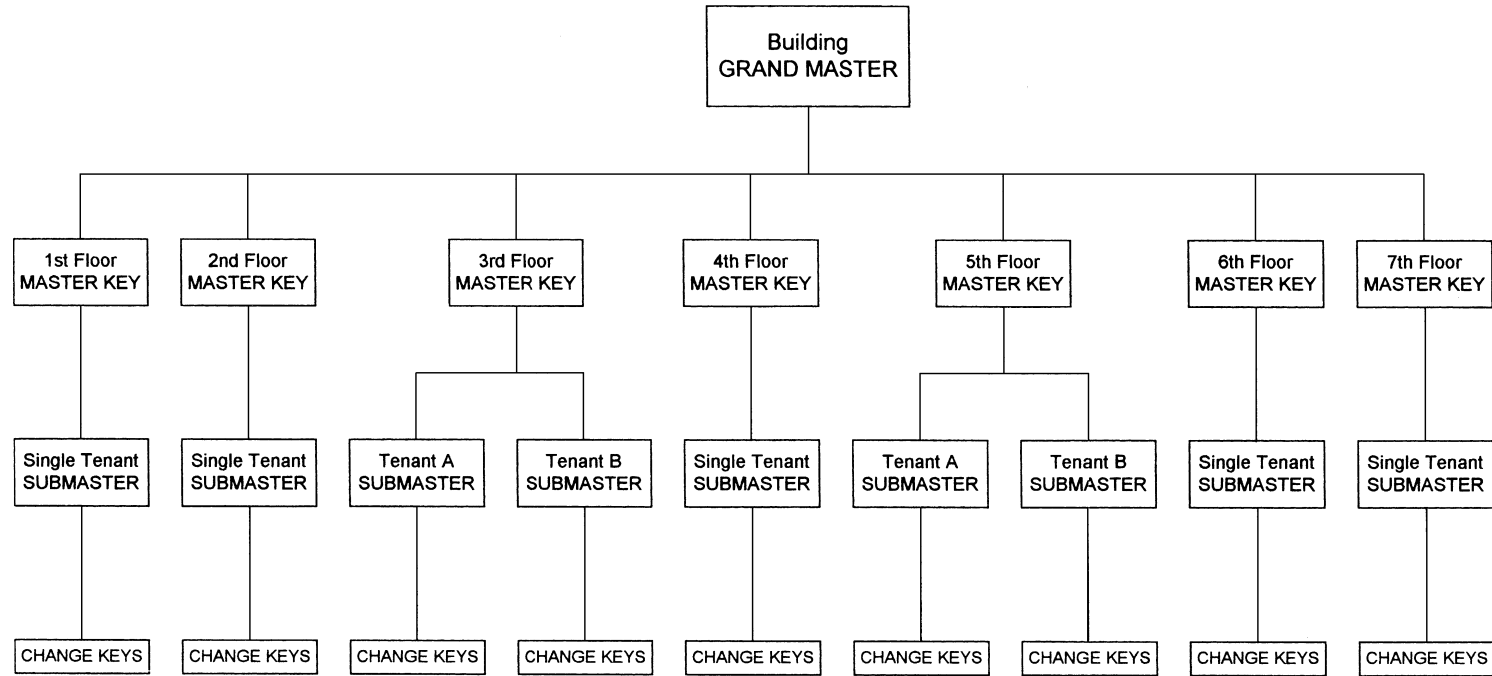 Building
GRAND MASTER
1st Floor
MASTER KEY
2nd Floor
MASTER KEY
3rd Floor
MASTER KEY
4th Floor
MASTER KEY
5th Floor
MASTER KEY
6th Floor
MASTER KEY
7th Floor
MASTER KEY
Single Tenant
SUBMASTER
Single Tenant
SUBMASTER
Tenant A
SUBMASTER
Tenant B
SUBMASTER
Single Tenant
SUBMASTER
Tenant A
SUBMASTER
Tenant B
SUBMASTER
Single Tenant
SUBMASTER
Single Tenant
SUBMASTER
CHANGE KEYS
CHANGE KEYS
CHANGE KEYS
CHANGE KEYS
CHANGE KEYS
CHANGE KEYS
CHANGE KEYS
CHANGE KEYS
CHANGE KEYS